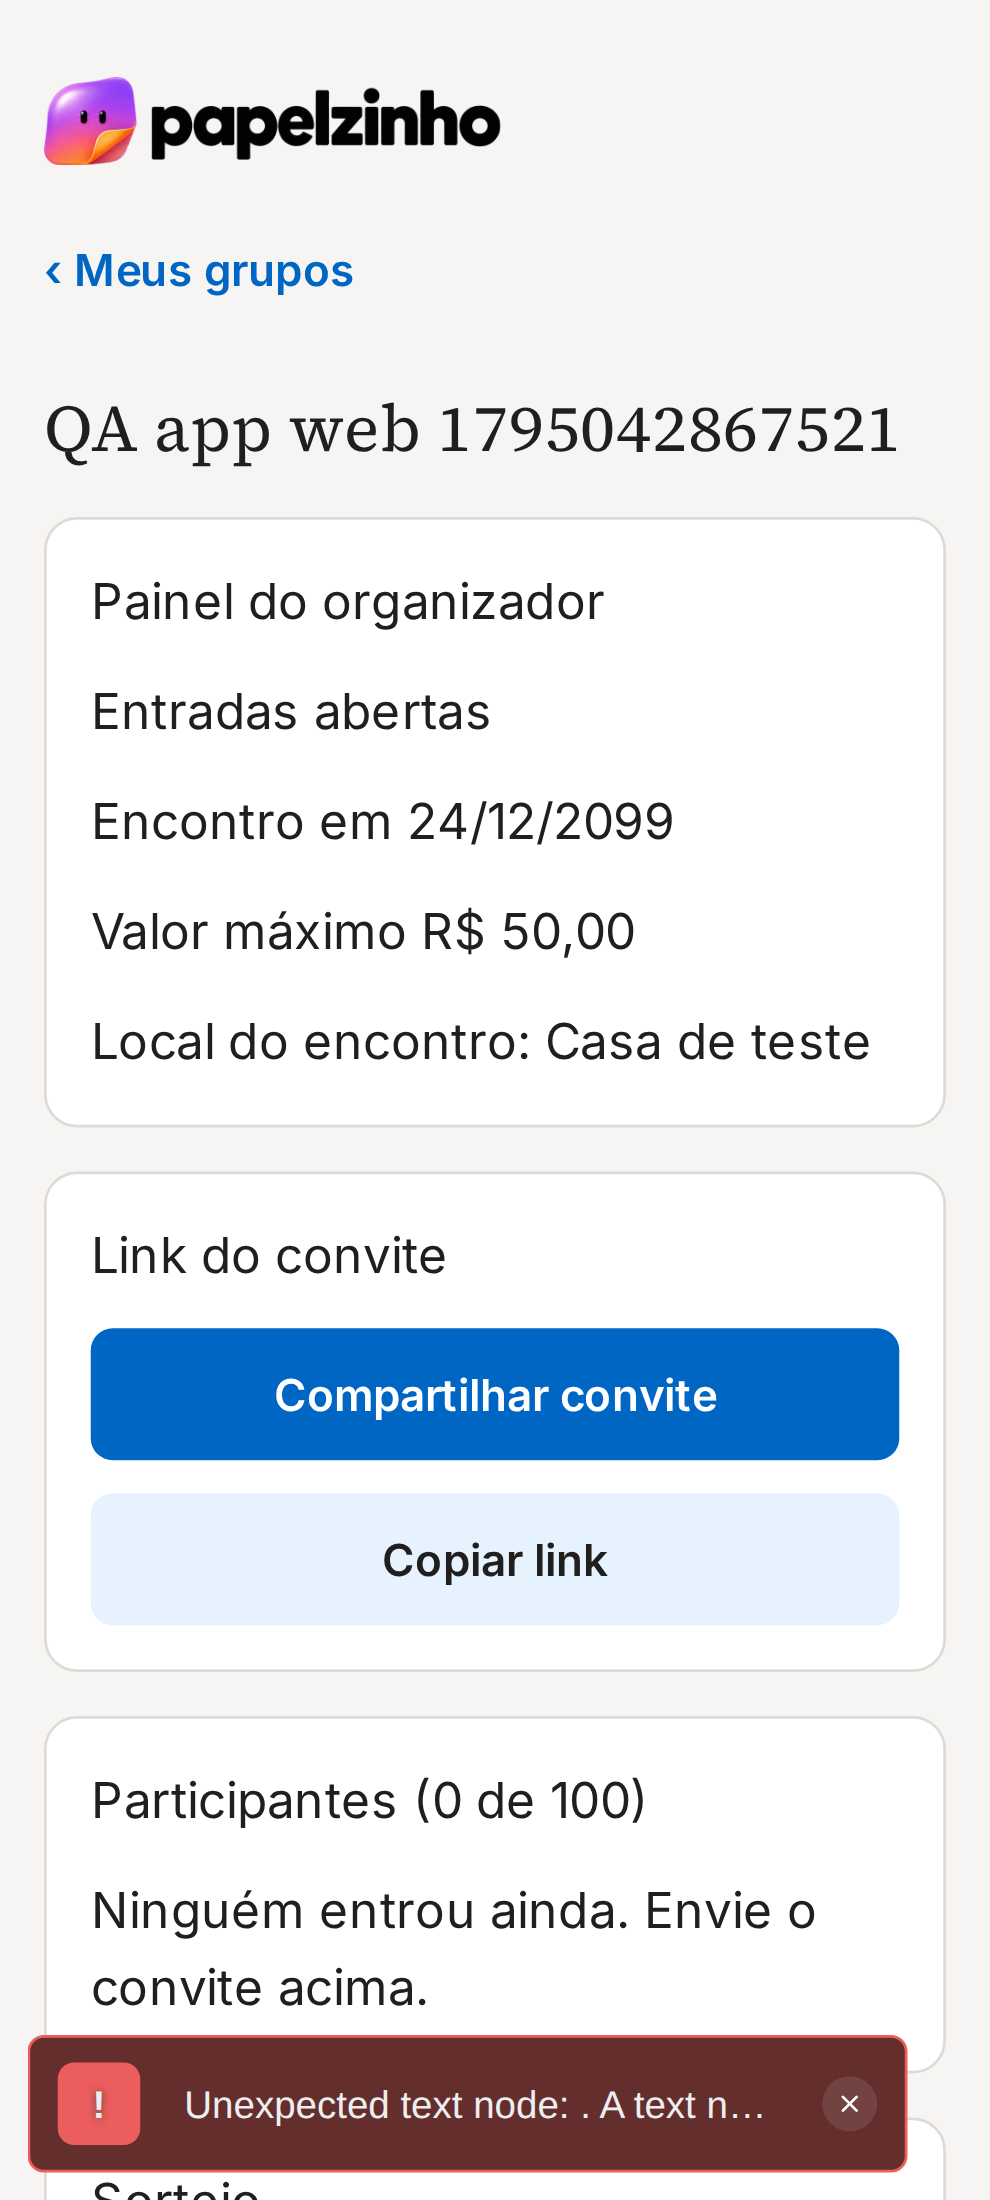 papelzinho
‹ Meus grupos
QA app web 1795042867521
Painel do organizador
Entradas abertas
Encontro em 24/12/2099
Valor máximo R$ 50,00
Local do encontro: Casa de teste
Link do convite
Compartilhar convite
Copiar link
Participantes (0 de 100)
Ninguém entrou ainda. Envie o
convite acima.
! Unexpected text node: . A text n... ×
Sorteio